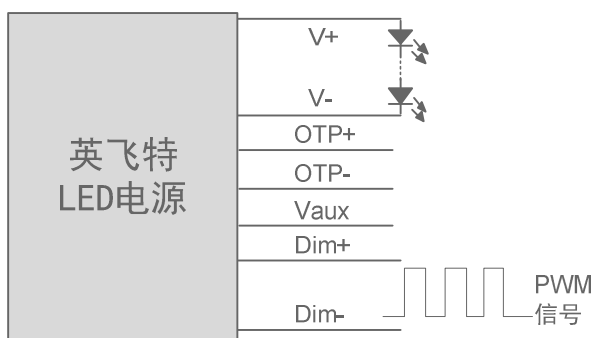 英飞特
LED电源
V+
V-
OTP+
OTP-
Vaux
Dim+
Dim-
PWM
信号